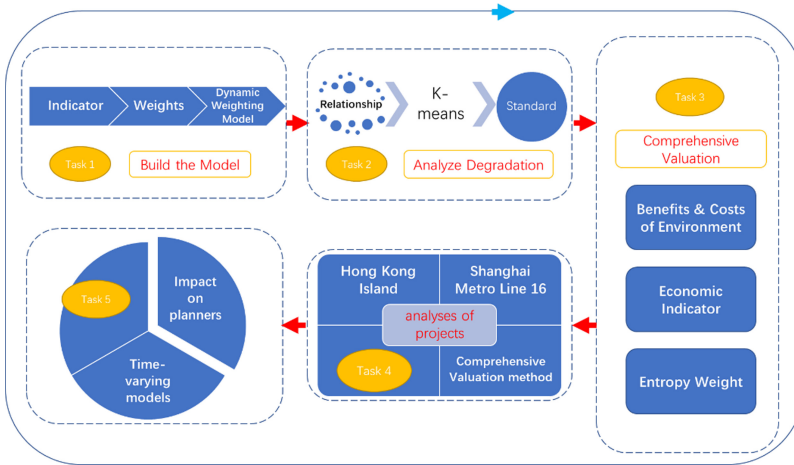 Indicator
Weights
Dynamic
Weighting
Model
Task 1
Build the Model
Relationship
K-
means
Standard
Task 2
Analyze Degradation
Task 3
Comprehensive
Valuation
Benefits & Costs
of Environment
Economic
Indicator
Entropy Weight
Hong Kong
Island
Shanghai
Metro Line 16
analyses of
projects
Task 4
Comprehensive
Valuation method
Task 5
Impact
on
planners
Time-
varying
models